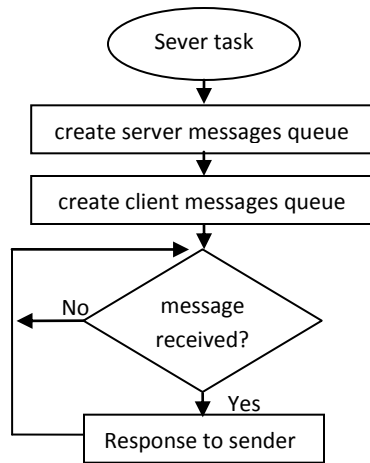 Sever task
create server messages queue
create client messages queue
No
message
received?
Yes
Response to sender